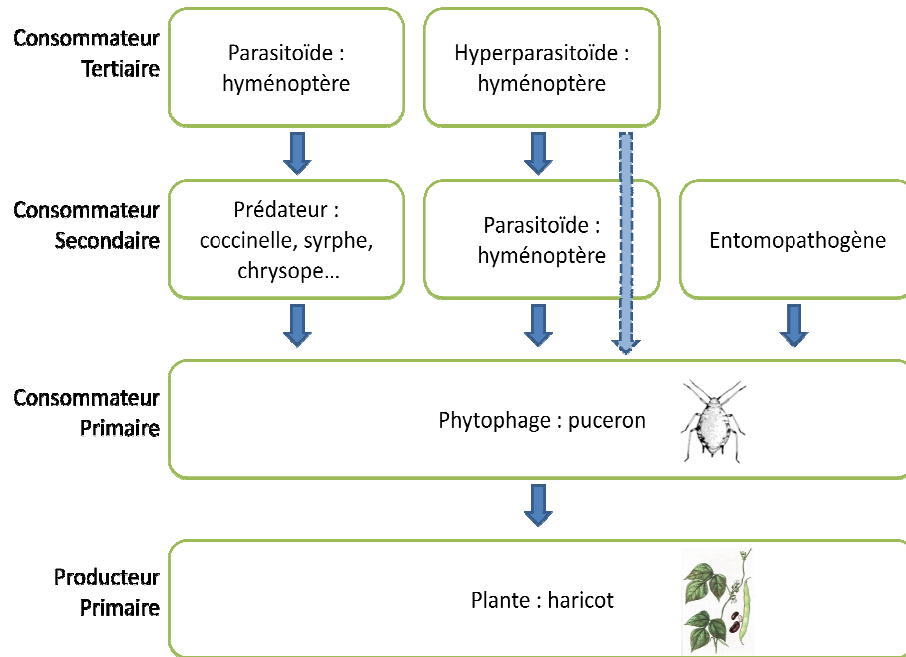 Consommateur
Tertiaire
Parasitoïde :
hyménoptère
Hyperparasitoïde :
hyménoptère
Consommateur
Secondaire
Prédateur :
coccinelle, syrphe,
chrysope...
Parasitoïde :
hyménoptère
Entomopathogène
Consommateur
Primaire
Phytophage : puceron
Producteur
Primaire
Plante : haricot